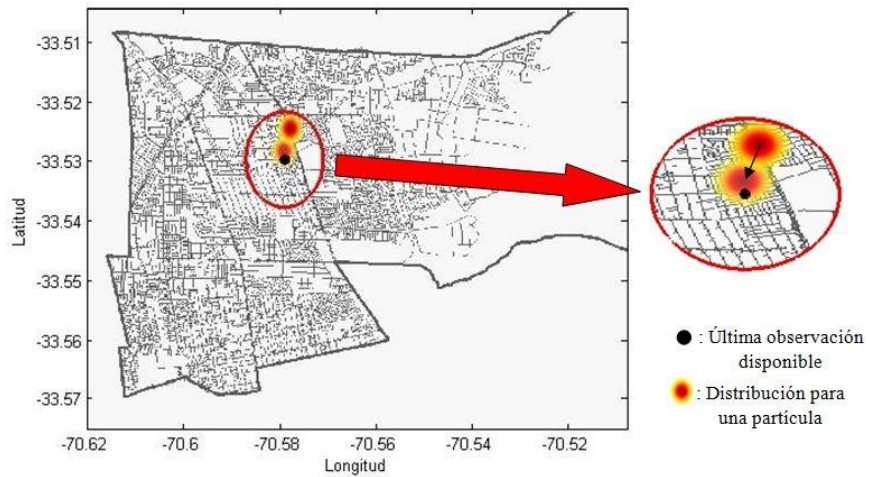 -33.51
-33.52
-33.53
-33.54
-33.55
-33.56
-33.57
Latitud
-70.62
-70.6
-70.58
-70.56
-70.54
-70.52
Longitud
: Última observación
disponible
: Distribución para
una partícula